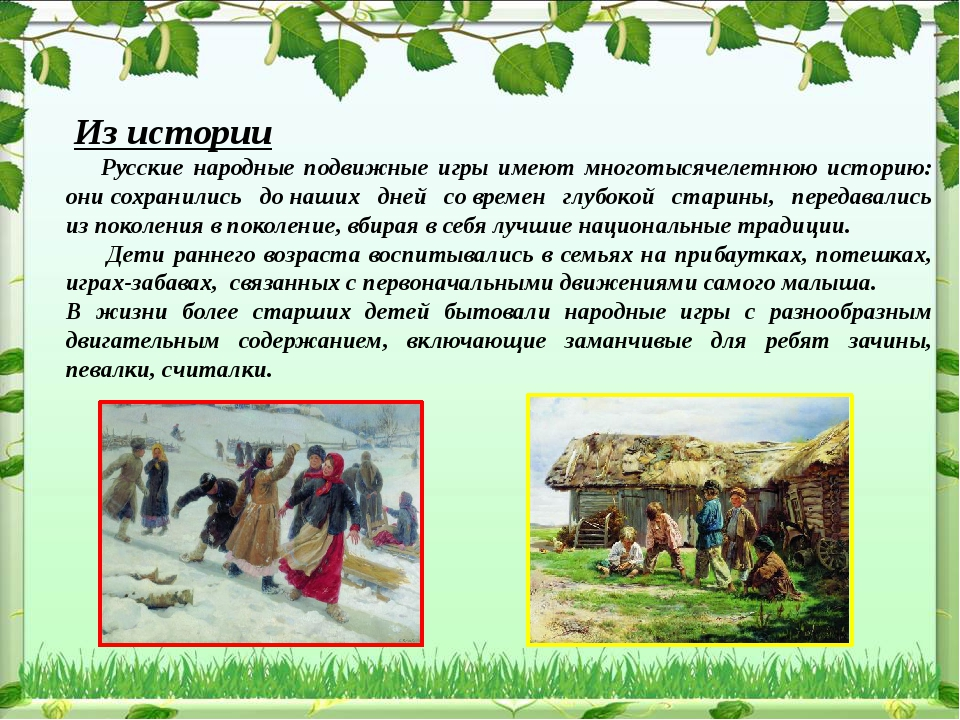 Из истории
Русские народные подвижные игры имеют многотысячелетнюю историю:
они сохранились до наших дней со времен глубокой старины, передавались
из поколения в поколение, вбирая в себя лучшие национальные традиции.
Дети раннего возраста воспитывались в семьях на прибаутках, потешках,
играх-забавах, связанных с первоначальными движениями самого малыша.
В жизни более старших детей бытовали народные игры с разнообразным
двигательным содержанием, включающие заманчивые для ребят зачины,
певалки, считалки.